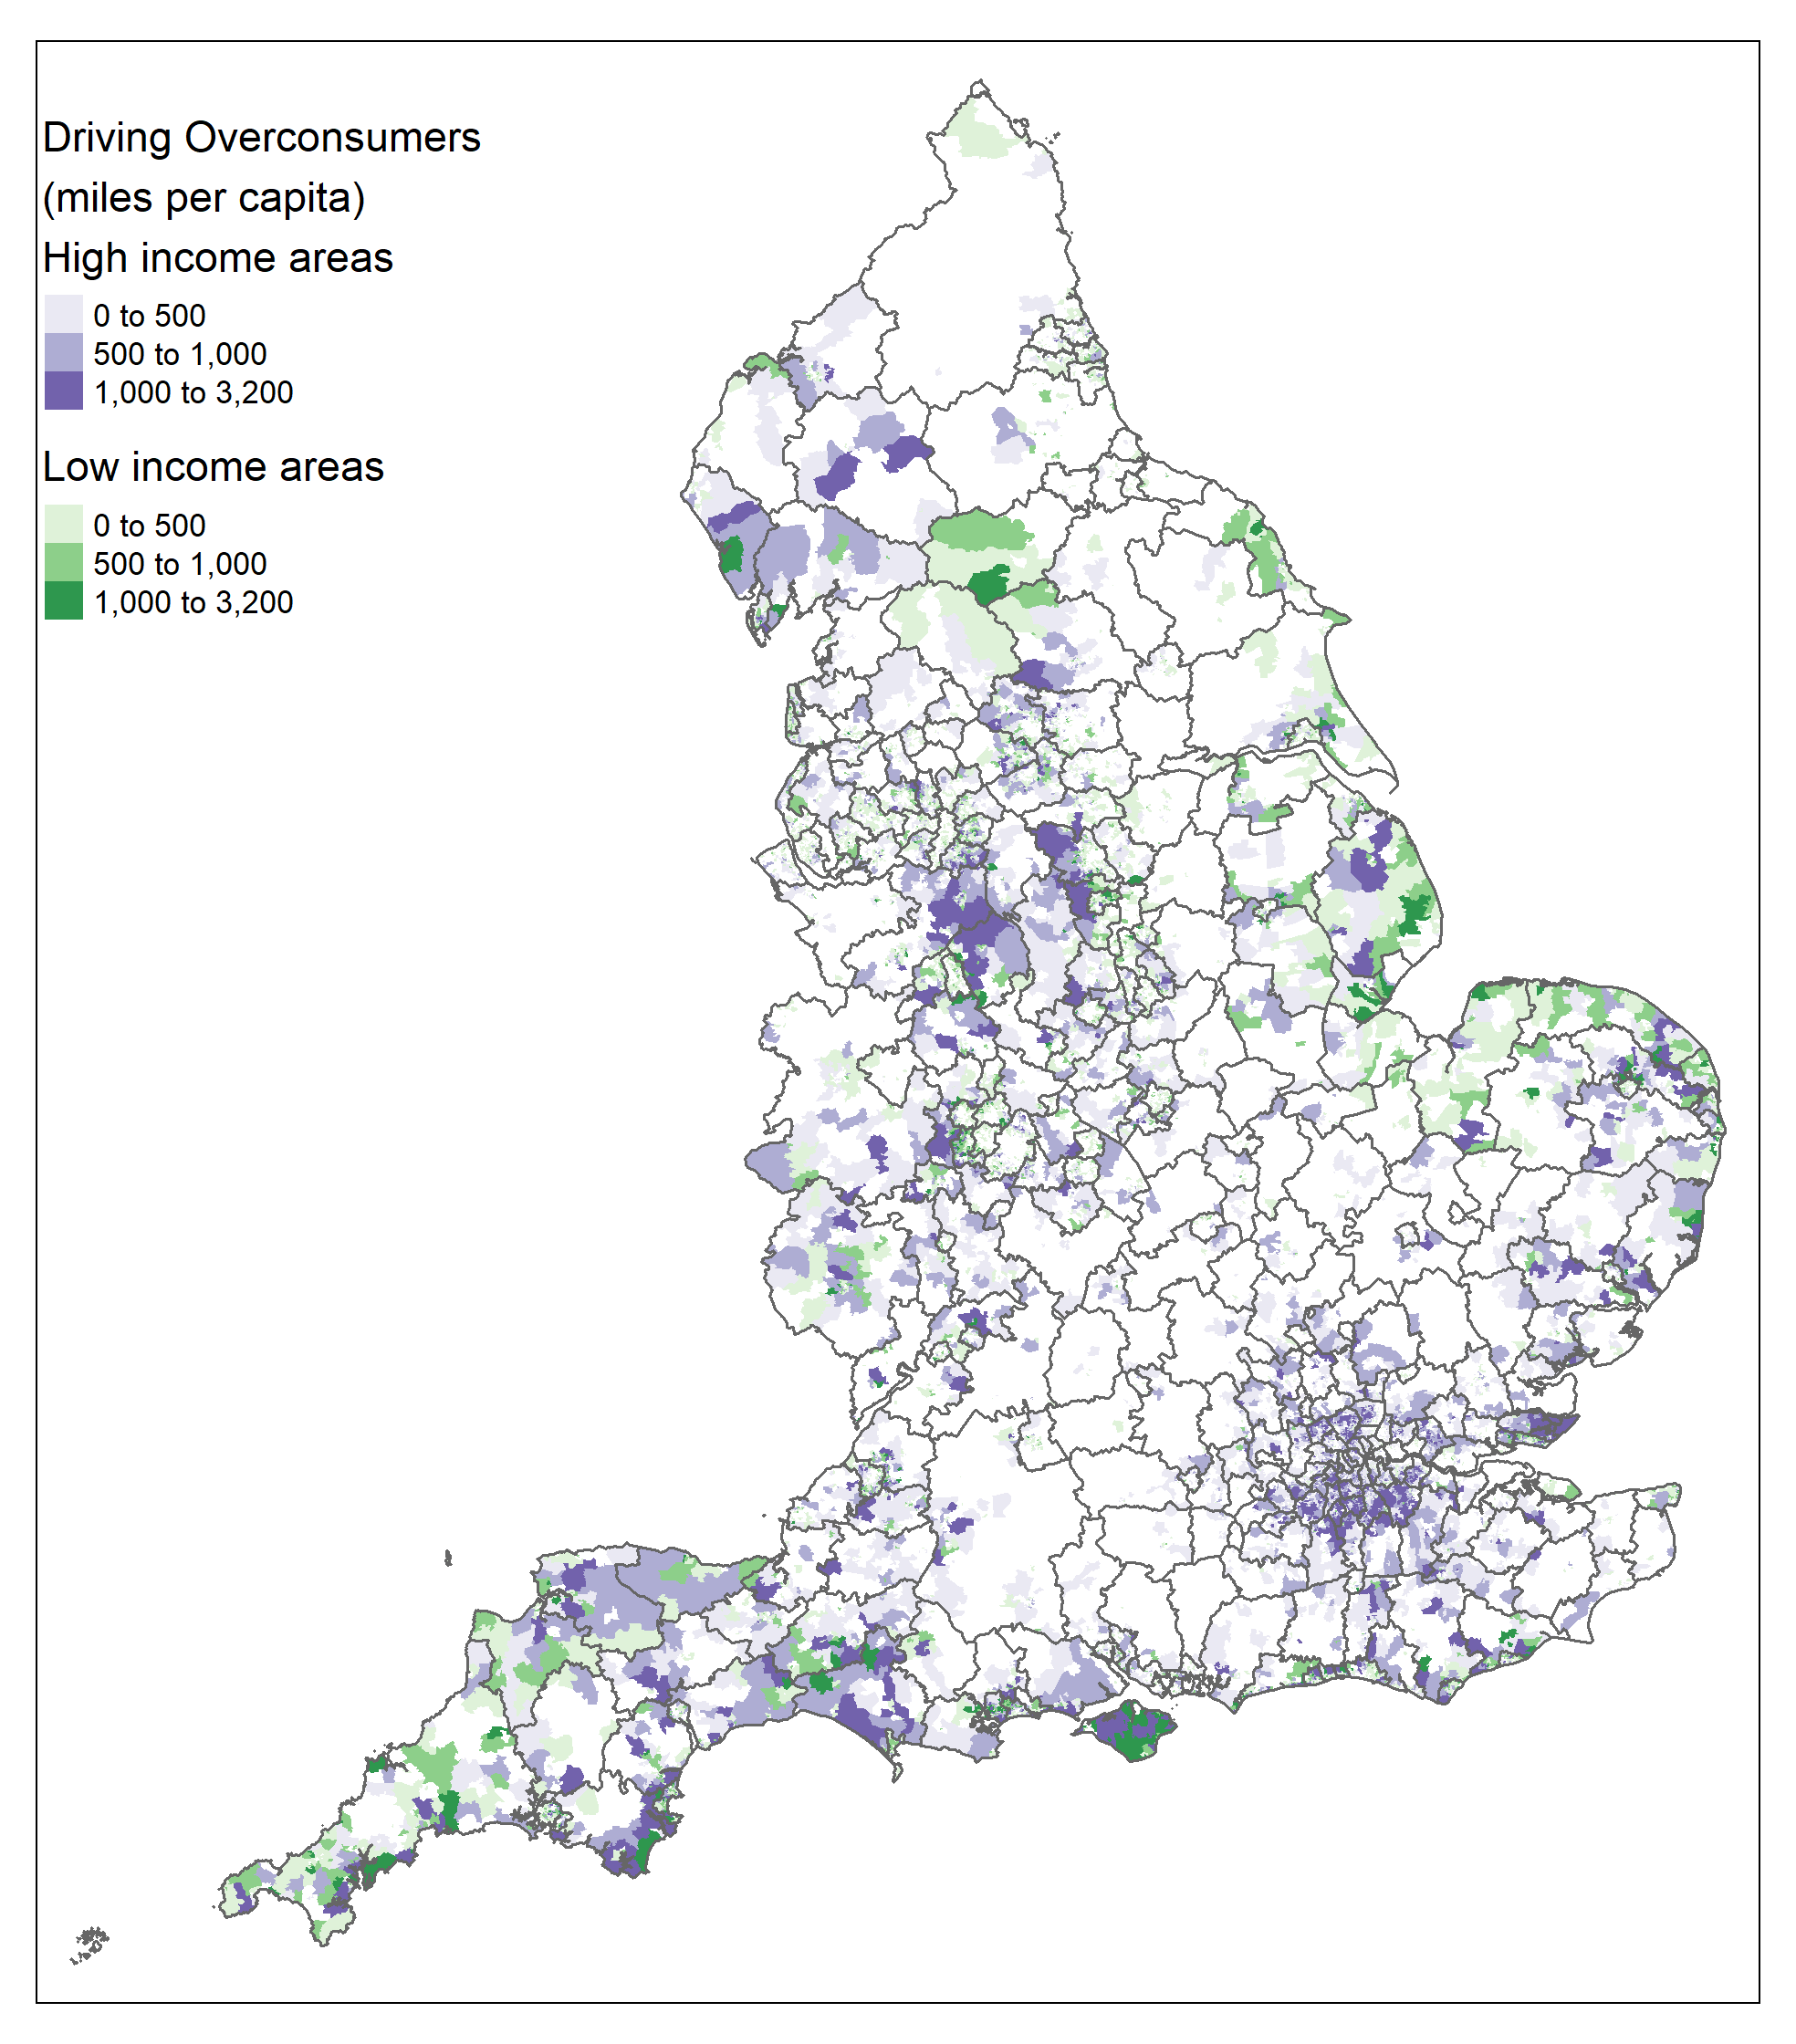 Driving Overconsumers
(miles per capita)
High income areas
0 to 500
500 to 1,000
1,000 to 3,200
Low income areas
0 to 500
500 to 1,000
1,000 to 3,200